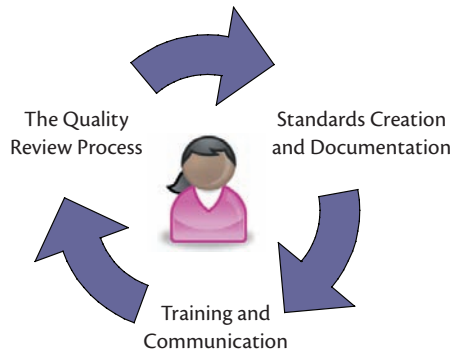 The Quality
Review Process
Standards Creation
and Documentation
Training and
Communication